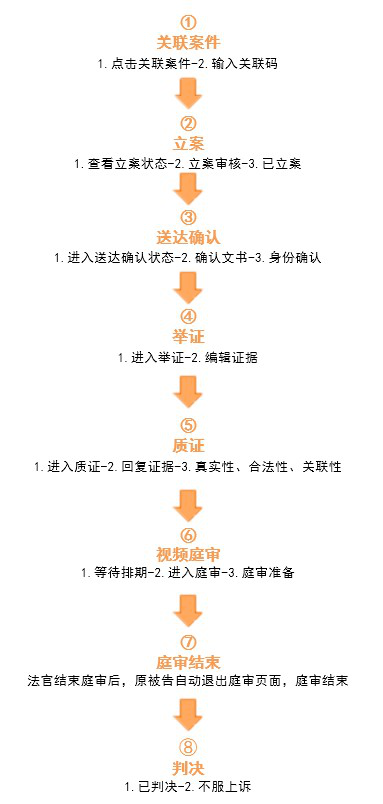 ①
关联案件
1.点击关联案件-2.输入关联码
②
立案
1.查看立案状态-2.立案审核-3.已立案
③
送达确认
1.进入送达确认状态-2.确认文书-3.身份确认
④
举证
1.进入举证-2.编辑证据
⑤
质证
1.进入质证-2.回复证据-3.真实性、合法性、关联性
⑥
视频庭审
1.等待排期-2.进入庭审-3.庭审准备
⑦
庭审结束
法官结束庭审后，原被告自动退出庭审页面，庭审结束
⑧
判决
1.已判决-2.不服上诉